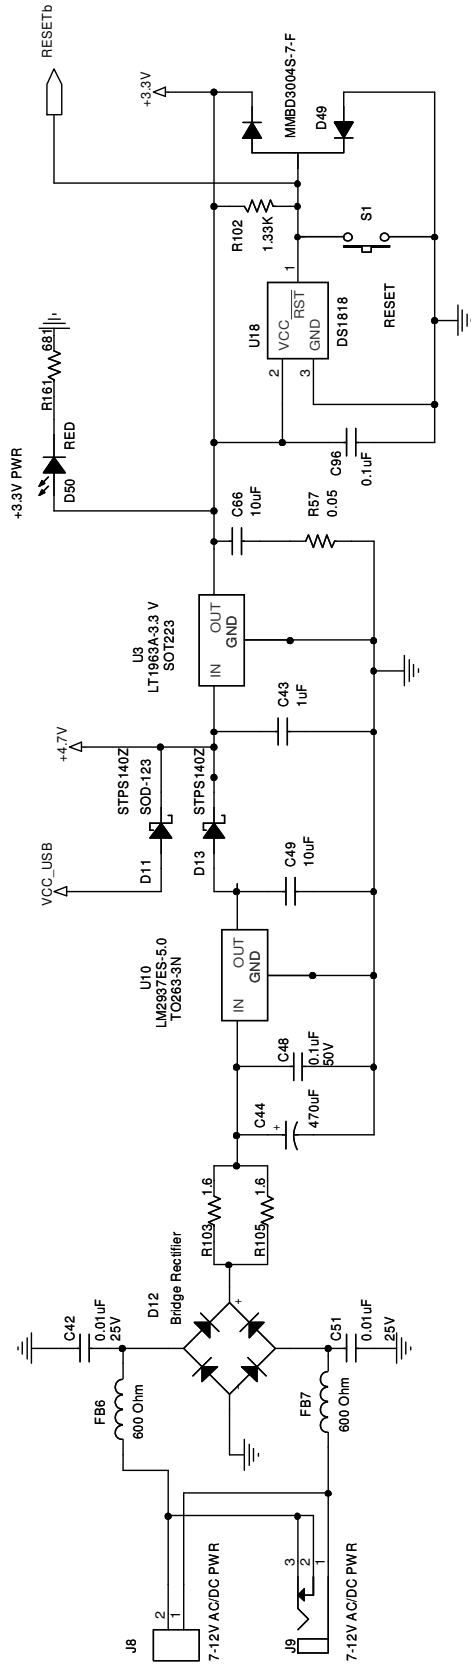 J8
7-12V AC/DC PWR
2
1
J9
7-12V AC/DC PWR
3
2
1
FB6
600 Ohm
FB7
600 Ohm
C42
0.01uF
25V
C51
0.01uF
25V
D12
Bridge Rectifier
+
-
R103
1.6
R105
1.6
C44
+
470uF
C48
0.1uF
50V
U10
LM2937ES-5.0
TO263-3N
IN
OUT
GND
C49
10uF
VCC_USB
D11
STPS140Z
SOD-123
D13
STPS140Z
+4.7V
C43
1uF
U3
LT1963A-3.3 V
SOT223
IN
OUT
GND
C66
10uF
R57
0.05
+3.3V PWR
D50
RED
R161
681
C96
0.1uF
U18
VCC
RST
GND
DS1818
2
3
1
R102
1.33K
RESET
S1
MMBD3004S-7-F
D49
+3.3V
RESETb